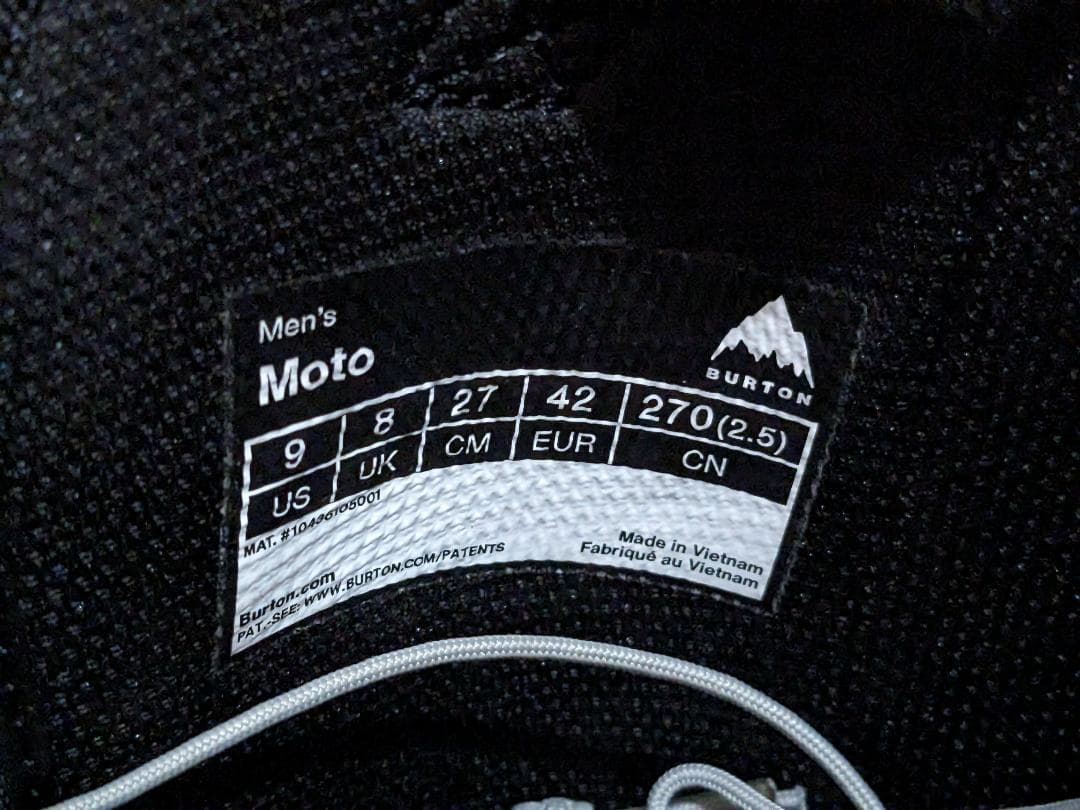 Men's
Moto
BURTON
9 8 27 42 270(2.5)
US UK CM EUR CN
MAT. #10436105001
Burton.com
PAT.-SEE: WWW.BURTON.COM/PATENTS
Made in Vietnam
Fabriqué au Vietnam